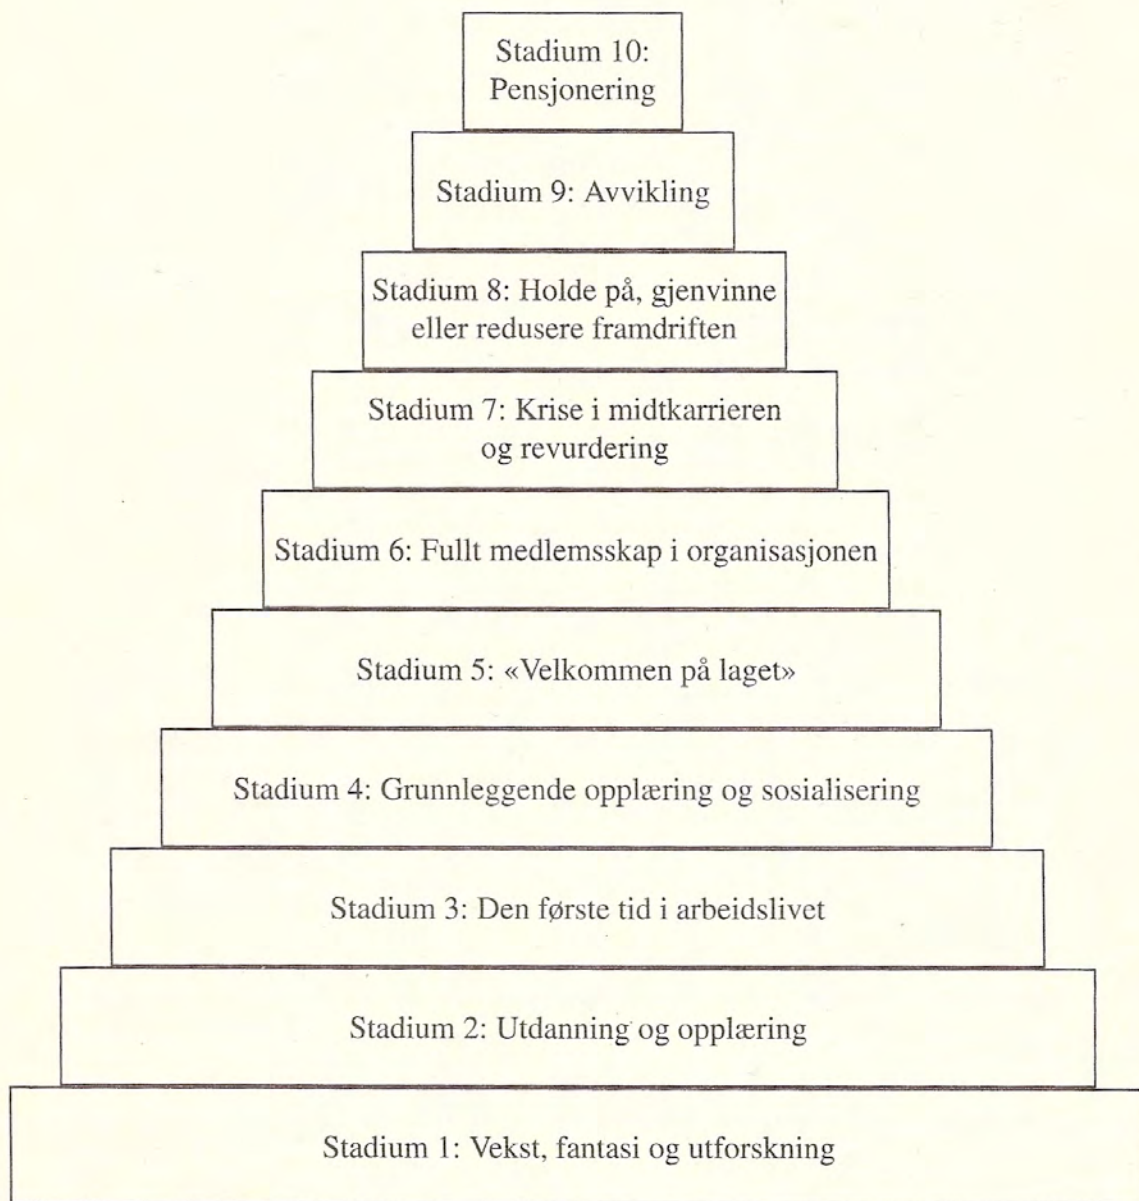 Stadium 10:
Pensjonering
Stadium 9: Avvikling
Stadium 8: Holde på, gjenvinne
eller redusere framdriften
Stadium 7: Krise i midtkarrieren
og revurdering
Stadium 6: Fullt medlemsskap i organisasjonen
Stadium 5: «Velkommen på laget»
Stadium 4: Grunnleggende opplæring og sosialisering
Stadium 3: Den første tid i arbeidslivet
Stadium 2: Utdanning og opplæring
Stadium 1: Vekst, fantasi og utforskning